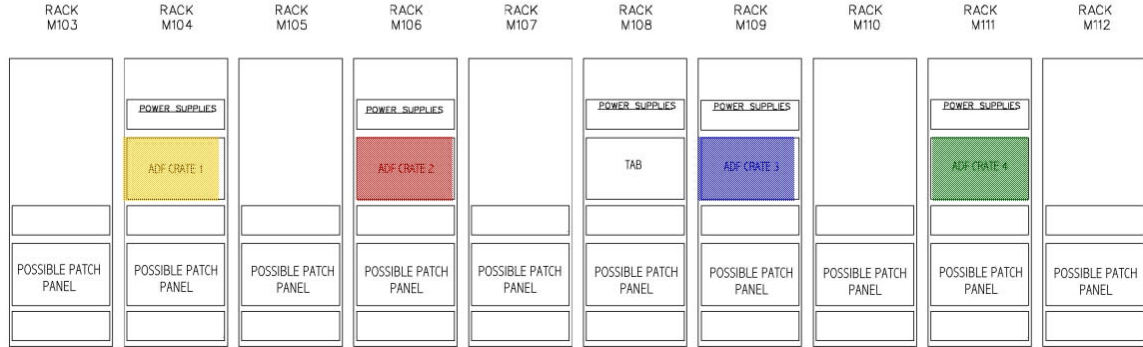 RACK M103
RACK M104
RACK M105
RACK M106
RACK M107
RACK M108
RACK M109
RACK M110
RACK M111
RACK M112
POWER SUPPLIES
POWER SUPPLIES
POWER SUPPLIES
POWER SUPPLIES
POWER SUPPLIES
ADF CRATE 1
ADF CRATE 2
TAB
ADF CRATE 3
ADF CRATE 4
POSSIBLE PATCH PANEL
POSSIBLE PATCH PANEL
POSSIBLE PATCH PANEL
POSSIBLE PATCH PANEL
POSSIBLE PATCH PANEL
POSSIBLE PATCH PANEL
POSSIBLE PATCH PANEL
POSSIBLE PATCH PANEL
POSSIBLE PATCH PANEL
POSSIBLE PATCH PANEL